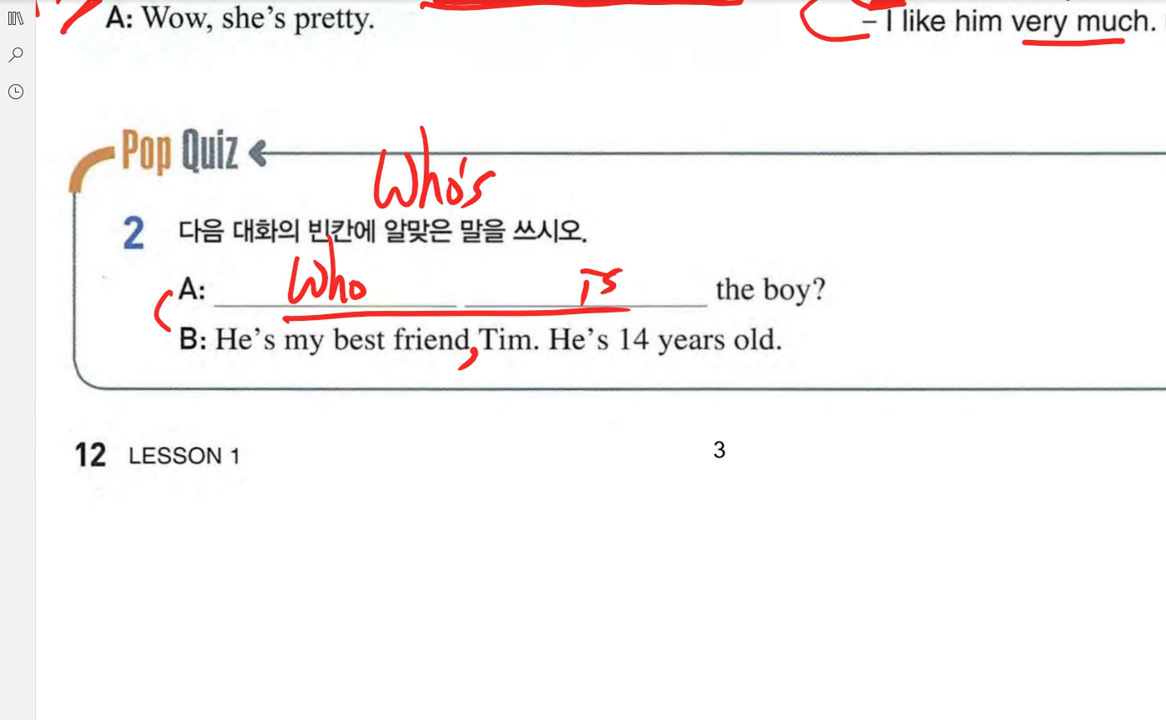 A: Wow, she's pretty.
– I like him very much.
Pop Quiz
Who's
2 다음 대화의 빈칸에 알맞은 말을 쓰시오.
A: Who is the boy?
B: He's my best friend, Tim. He's 14 years old.
12 LESSON 1
3